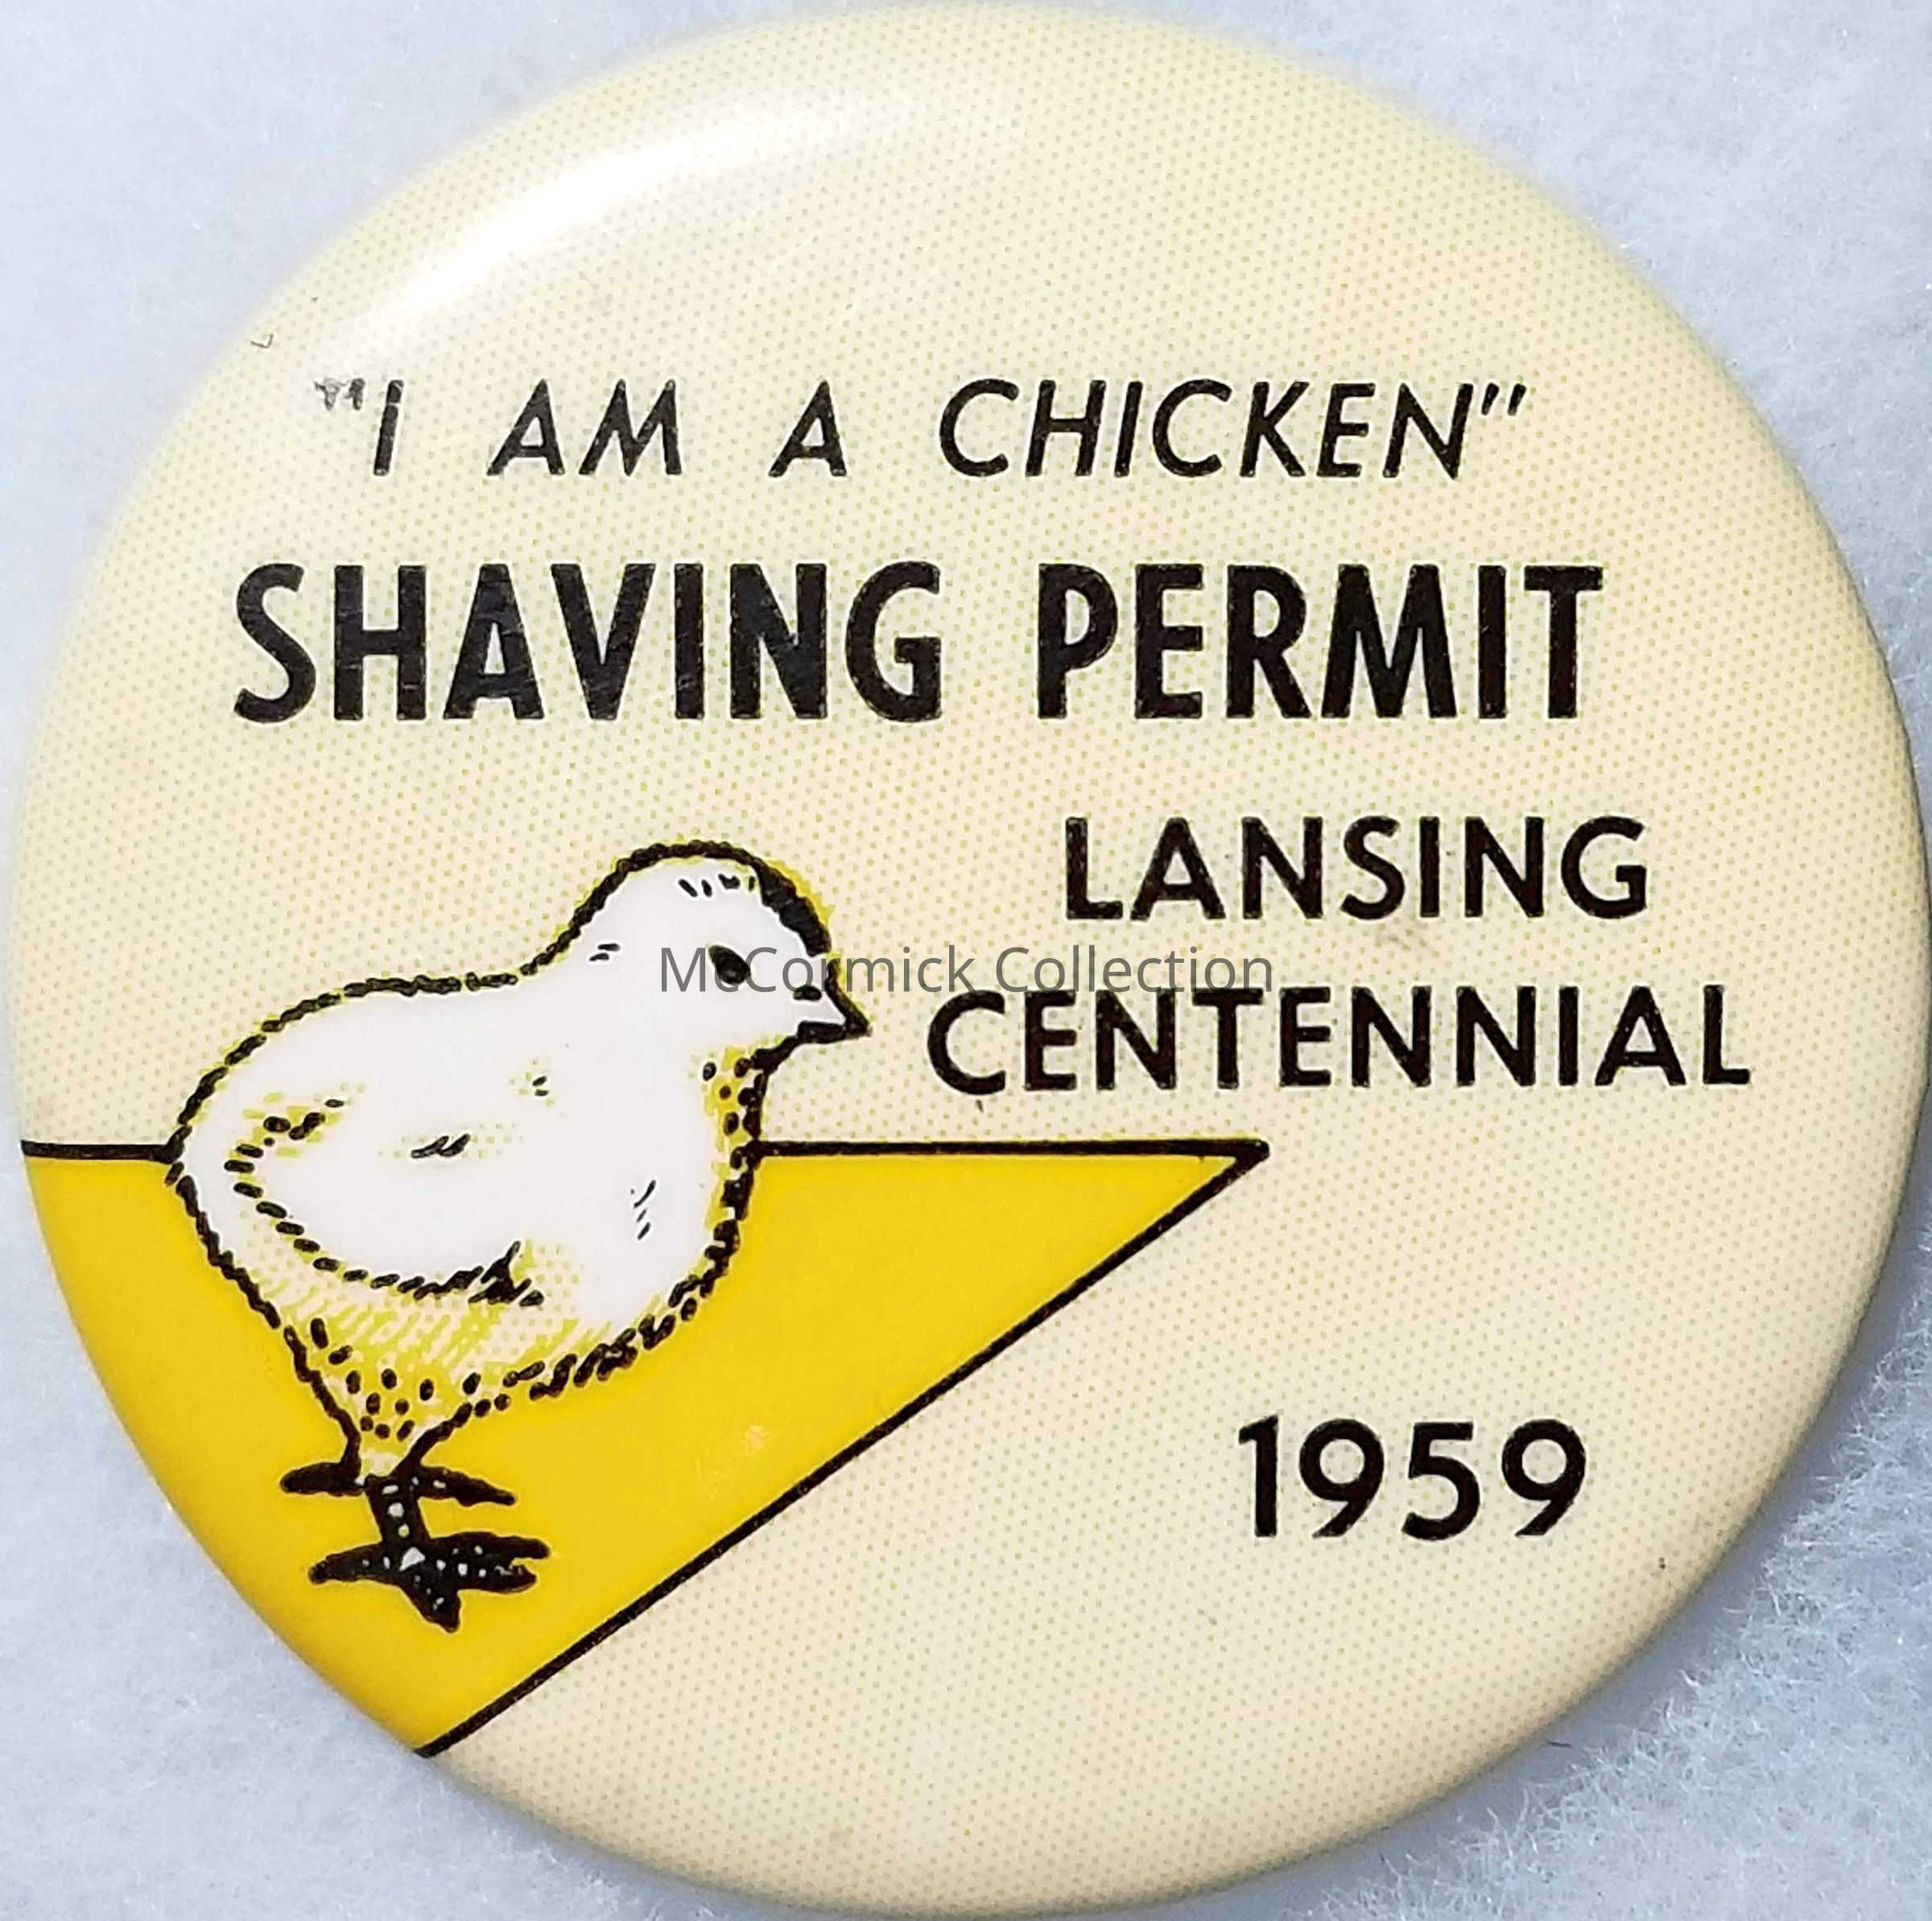 "I AM A CHICKEN"
SHAVING PERMIT
LANSING
McCormick Collection
CENTENNIAL
1959